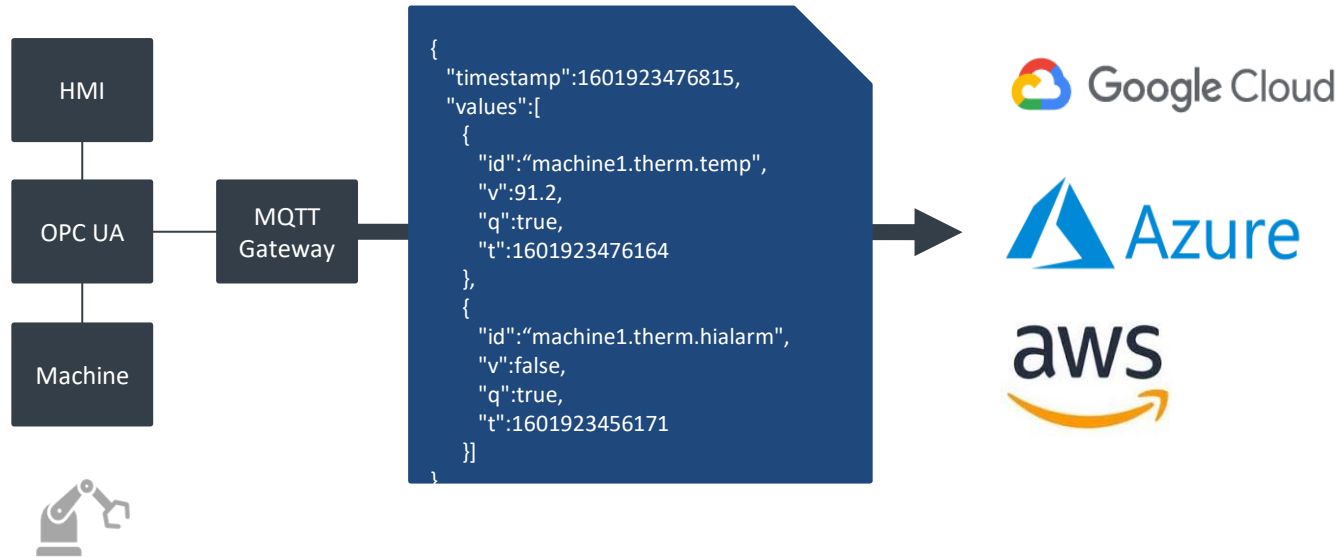 HMI
OPC UA
Machine
MQTT
Gateway
{
"timestamp":1601923476815,
"values":[
{
"id":“machine1.therm.temp",
"v":91.2,
"q":true,
"t":1601923476164
},
{
"id":“machine1.therm.hialarm",
"v":false,
"q":true,
"t":1601923456171
}]
}
Google Cloud
Azure
aws